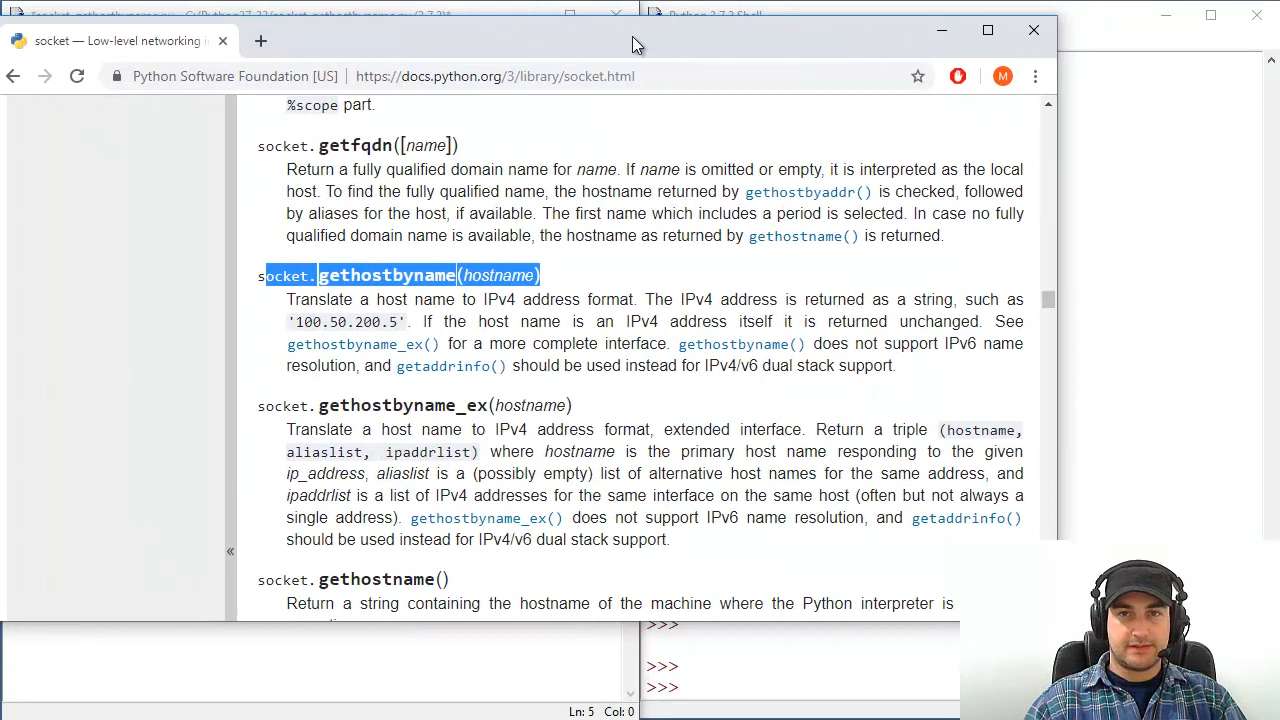 socket — Low-level networking i
Python Software Foundation [US]
https://docs.python.org/3/library/socket.html
M
%scope part.
socket.getfqdn([name])
Return a fully qualified domain name for name. If name is omitted or empty, it is interpreted as the local
host. To find the fully qualified name, the hostname returned by gethostbyaddr() is checked, followed
by aliases for the host, if available. The first name which includes a period is selected. In case no fully
qualified domain name is available, the hostname as returned by gethostname() is returned.
socket.gethostbyname(hostname)
Translate a host name to IPv4 address format. The IPv4 address is returned as a string, such as
'100.50.200.5'. If the host name is an IPv4 address itself it is returned unchanged. See
gethostbyname_ex() for a more complete interface. gethostbyname() does not support IPv6 name
resolution, and getaddrinfo() should be used instead for IPv4/v6 dual stack support.
socket.gethostbyname_ex(hostname)
Translate a host name to IPv4 address format, extended interface. Return a triple (hostname,
aliaslist, ipaddrlist) where hostname is the primary host name responding to the given
ip_address, aliaslist is a (possibly empty) list of alternative host names for the same address, and
ipaddrlist is a list of IPv4 addresses for the same interface on the same host (often but not always a
single address). gethostbyname_ex() does not support IPv6 name resolution, and getaddrinfo()
should be used instead for IPv4/v6 dual stack support.
socket.gethostname()
Return a string containing the hostname of the machine where the Python interpreter is
«
>>>
>>>
>>>
Ln: 5 Col: 0